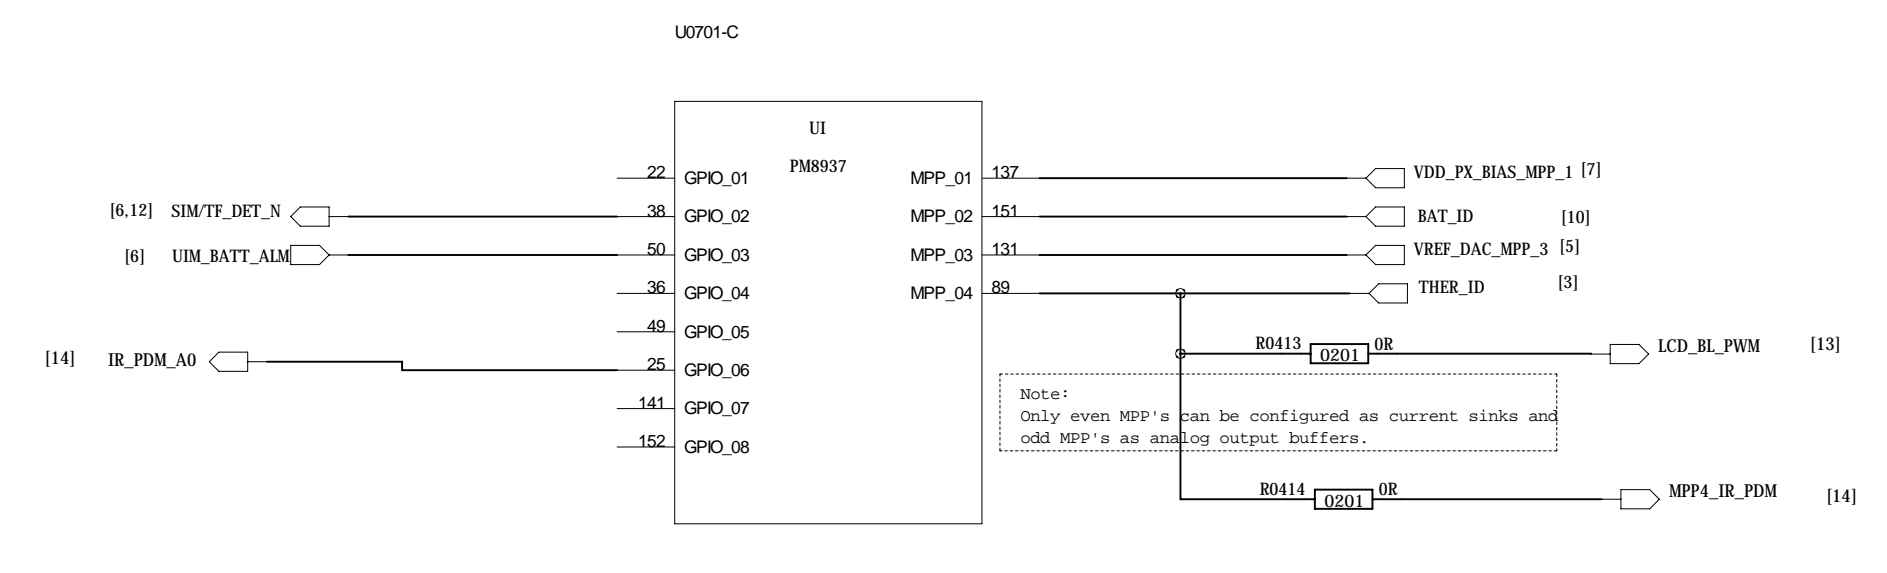 U0701-C
UI
PM8937
22 GPIO_01
[6,12] SIM/TF_DET_N 38 GPIO_02
[6] UIM_BATT_ALM 50 GPIO_03
36 GPIO_04
49 GPIO_05
[14] IR_PDM_A0 25 GPIO_06
141 GPIO_07
152 GPIO_08
MPP_01 137 VDD_PX_BIAS_MPP_1 [7]
MPP_02 151 BAT_ID [10]
MPP_03 131 VREF_DAC_MPP_3 [5]
MPP_04 89 THER_ID [3]
R0413 0201 0R LCD_BL_PWM [13]
Note:
Only even MPP's can be configured as current sinks and
odd MPP's as analog output buffers.
R0414 0201 0R MPP4_IR_PDM [14]